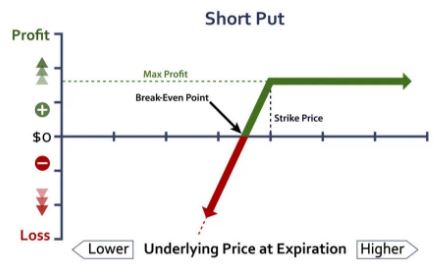 Short Put
Profit
Max Profit
Break-Even Point
Strike Price
+
$0
−
Loss
Lower
Underlying Price at Expiration
Higher